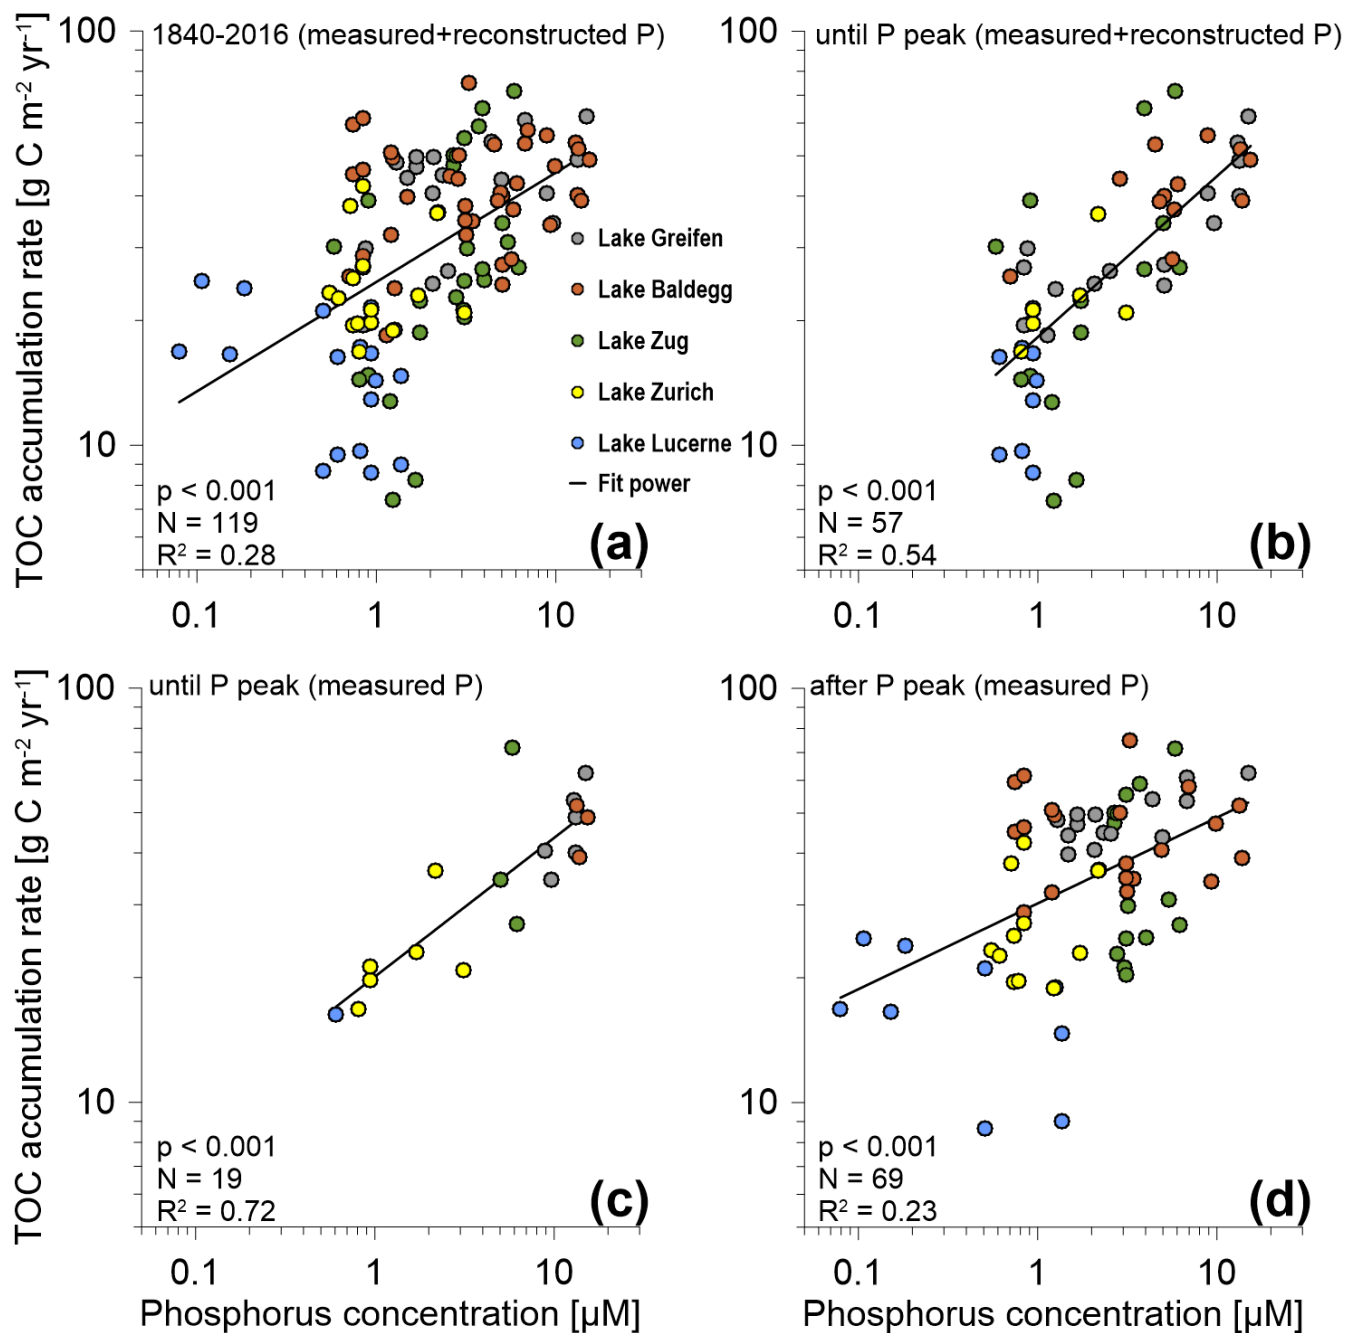 TOC accumulation rate [g C m⁻² yr⁻¹]
100
10
1840-2016 (measured+reconstructed P)
Lake Greifen
Lake Baldegg
Lake Zug
Lake Zurich
Lake Lucerne
Fit power
p < 0.001
N = 119
R² = 0.28
(a)
0.1 1 10
100
10
until P peak (measured+reconstructed P)
p < 0.001
N = 57
R² = 0.54
(b)
0.1 1 10
TOC accumulation rate [g C m⁻² yr⁻¹]
100
10
until P peak (measured P)
p < 0.001
N = 19
R² = 0.72
(c)
0.1 1 10
Phosphorus concentration [µM]
100
10
after P peak (measured P)
p < 0.001
N = 69
R² = 0.23
(d)
0.1 1 10
Phosphorus concentration [µM]